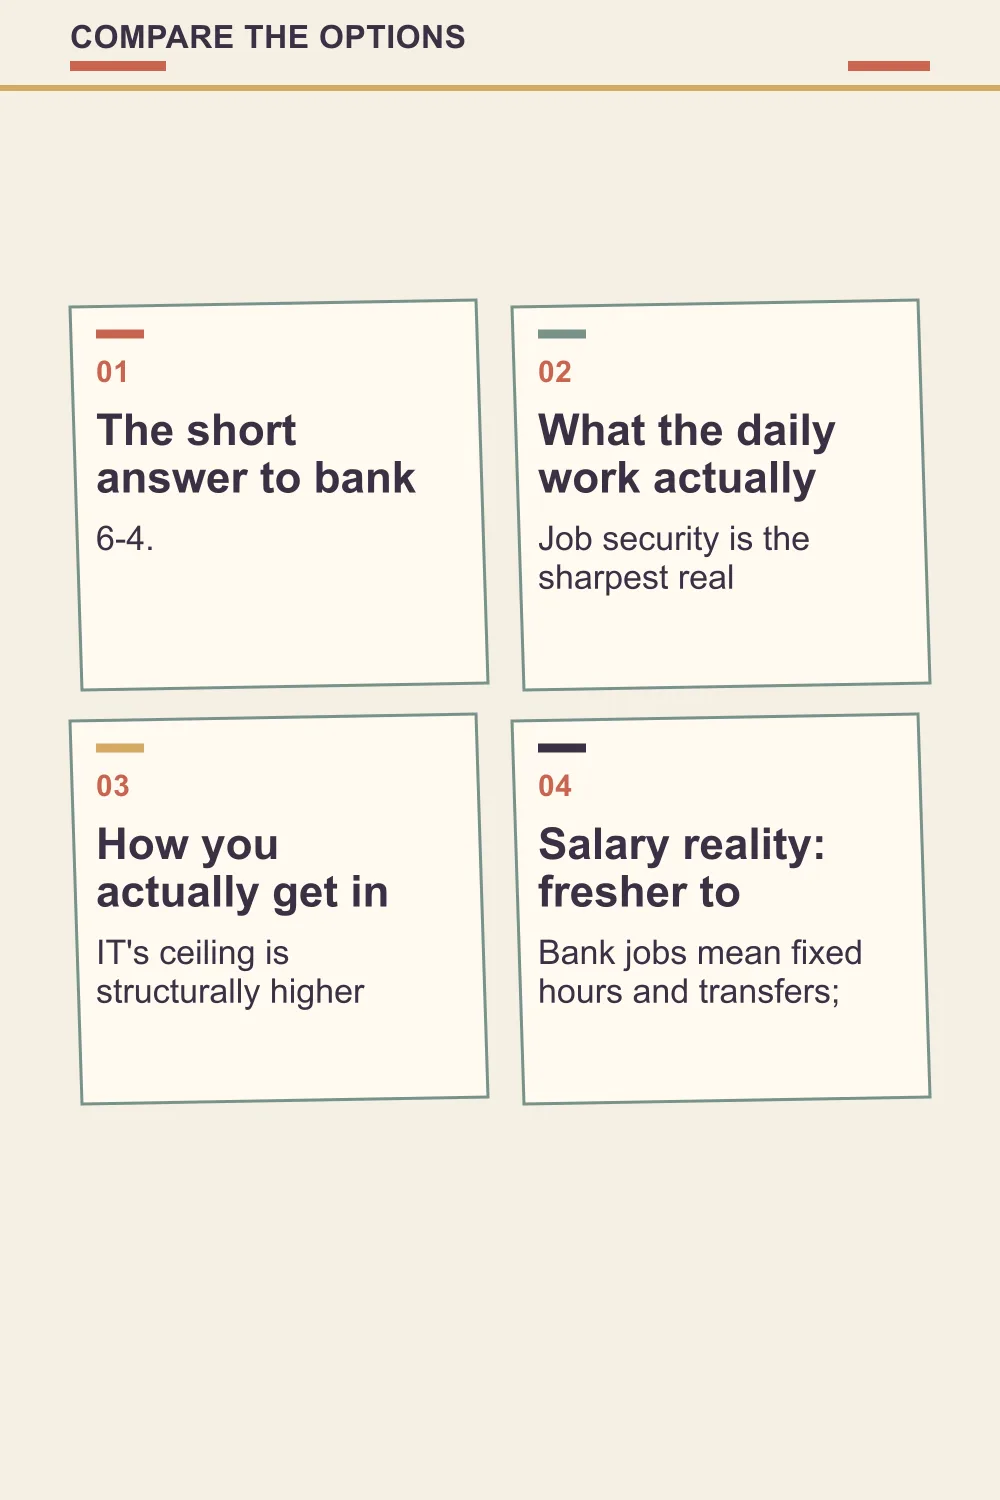 COMPARE THE OPTIONS
01
The short
answer to bank
6-4.
02
What the daily
work actually
Job security is the
sharpest real
03
How you
actually get in
IT's ceiling is
structurally higher
04
Salary reality:
fresher to
Bank jobs mean fixed
hours and transfers;